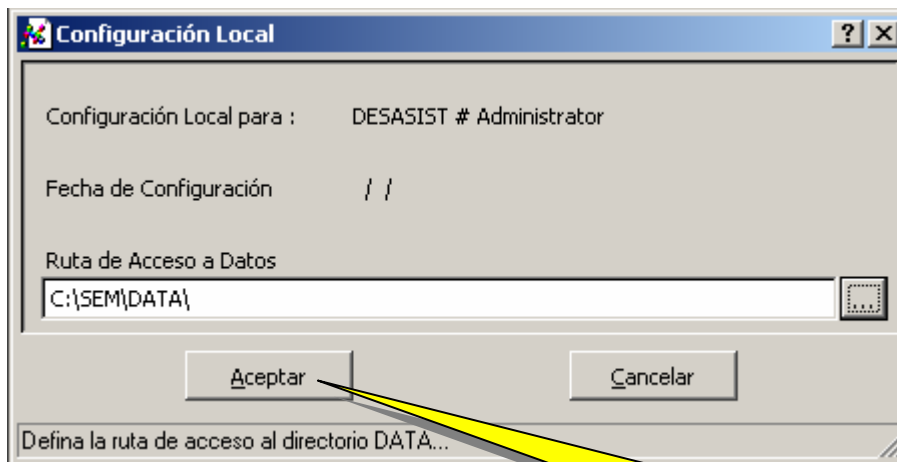 Configuración Local
Configuración Local para : DESASIST # Administrator
Fecha de Configuración / /
Ruta de Acceso a Datos
C:\SEM\DATA\
...
Aceptar Cancelar
Defina la ruta de acceso al directorio DATA...